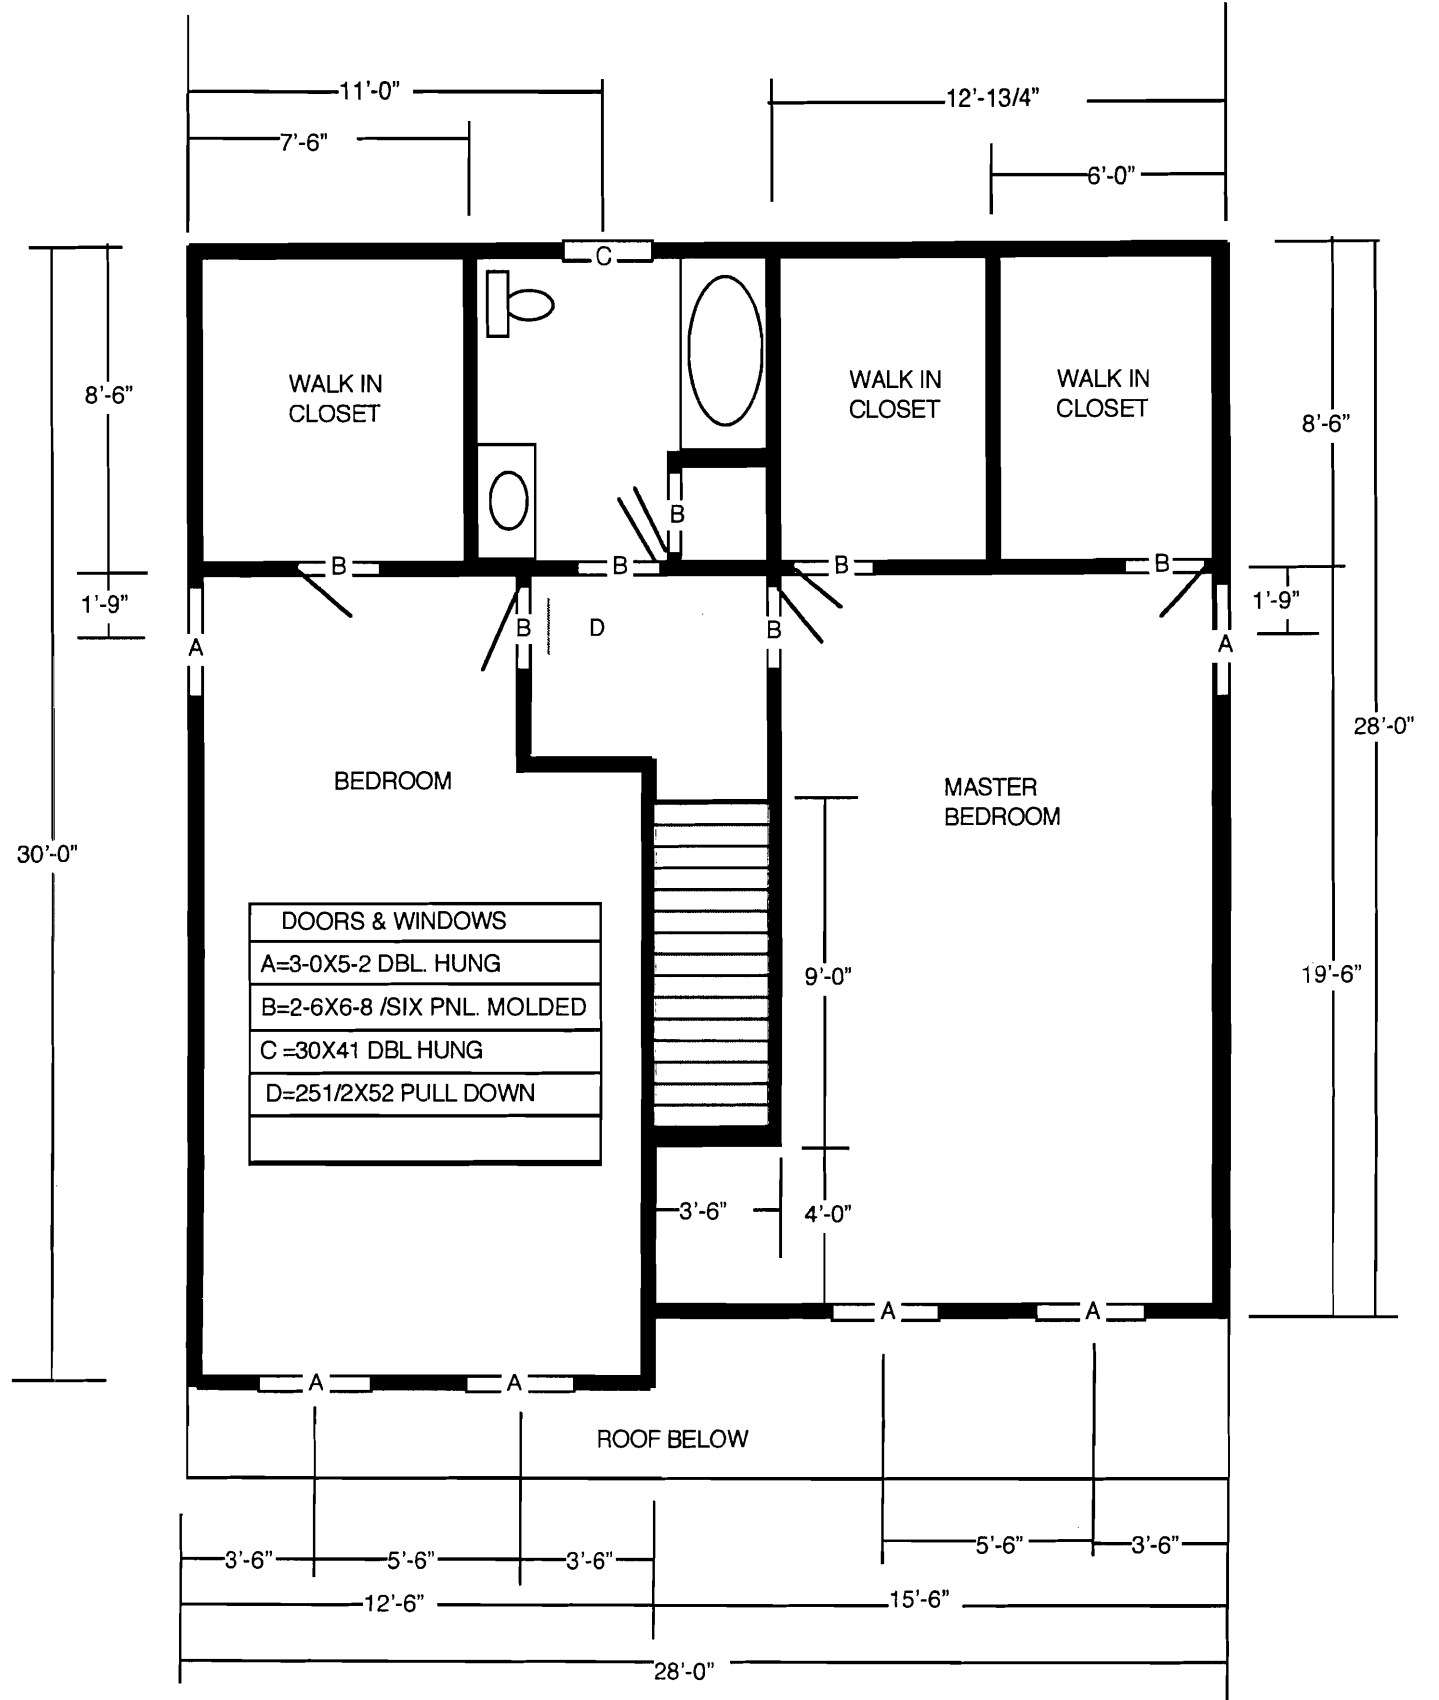 11'-0”
12'-13/4”
7'-6”
6'-0”
C
WALK IN
CLOSET
WALK IN
CLOSET
WALK IN
CLOSET
8'-6”
8'-6”
B
B
B
B
B
1'-9”
1'-9”
B
D
B
A
A
28'-0”
BEDROOM
MASTER
BEDROOM
30'-0”
DOORS & WINDOWS
A=3-0X5-2 DBL. HUNG
B=2-6X6-8 /SIX PNL. MOLDED
C =30X41 DBL HUNG
D=251/2X52 PULL DOWN
9'-0”
19'-6”
3'-6”
4'-0”
A
A
A
A
ROOF BELOW
5'-6”
3'-6”
3'-6”
5'-6”
3'-6”
12'-6”
15'-6”
28'-0”